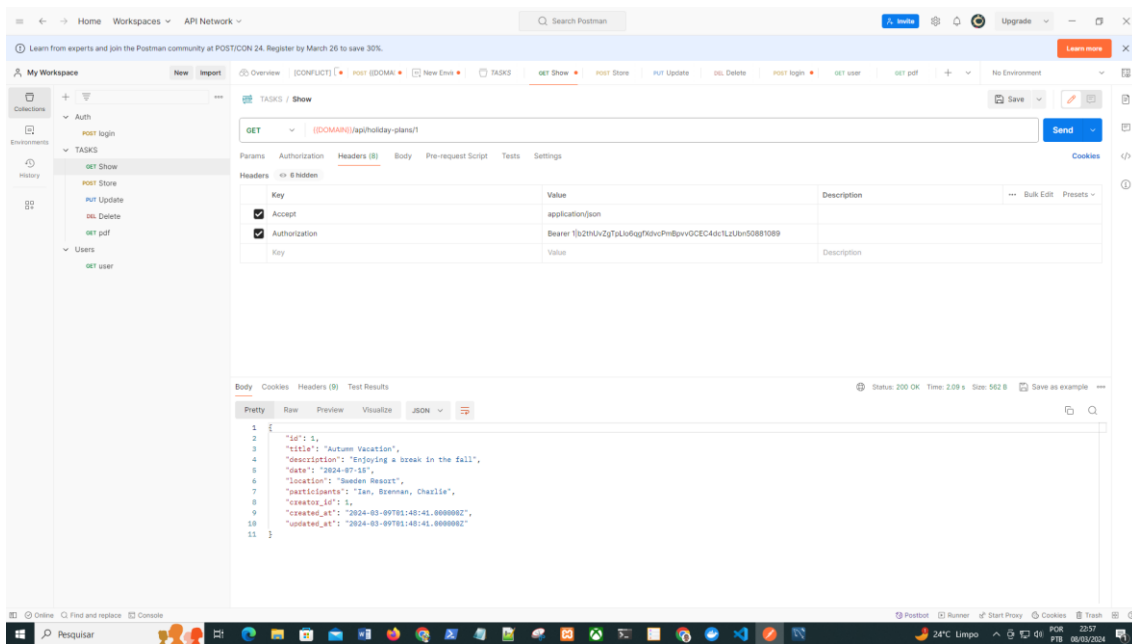 Home Workspaces API Network Search Postman Invite Upgrade
Learn from experts and join the Postman community at POST/CON 24. Register by March 26 to save 30%. Learn more
My Workspace New Import Overview [CONFLICT] POST {{DOMAI New Envi TASKS GET Show POST Store PUT Update DEL Delete POST login GET user GET pdf No Environment
Collections
Environments
History
Auth
POST login
TASKS
GET Show
POST Store
PUT Update
DEL Delete
GET pdf
Users
GET user
TASKS / Show Save
GET {{DOMAIN}}/api/holiday-plans/1 Send
Params Authorization Headers (8) Body Pre-request Script Tests Settings Cookies
Headers 6 hidden
Key Value Description Bulk Edit Presets
Accept application/json
Authorization Bearer
Key Value Description
Body Cookies Headers (9) Test Results Status: 200 OK Time: 2.09 s Size: 562 B Save as example
Pretty Raw Preview Visualize JSON
1 {
2 "id": 1,
3 "title": "Autumn Vacation",
4 "description": "Enjoying a break in the fall",
5 "date": "2024-07-15",
6 "location": "Sweden Resort",
7 "participants": "Ian, Brennan, Charlie",
8 "creator_id": 1,
9 "created_at": "2024-03-09T01:48:41.000000Z",
10 "updated_at": "2024-03-09T01:48:41.000000Z"
11 }
Online Find and replace Console Postbot Runner Start Proxy Cookies Trash
Pesquisar 24°C Limpo POR 22:57
PTB 08/03/2024